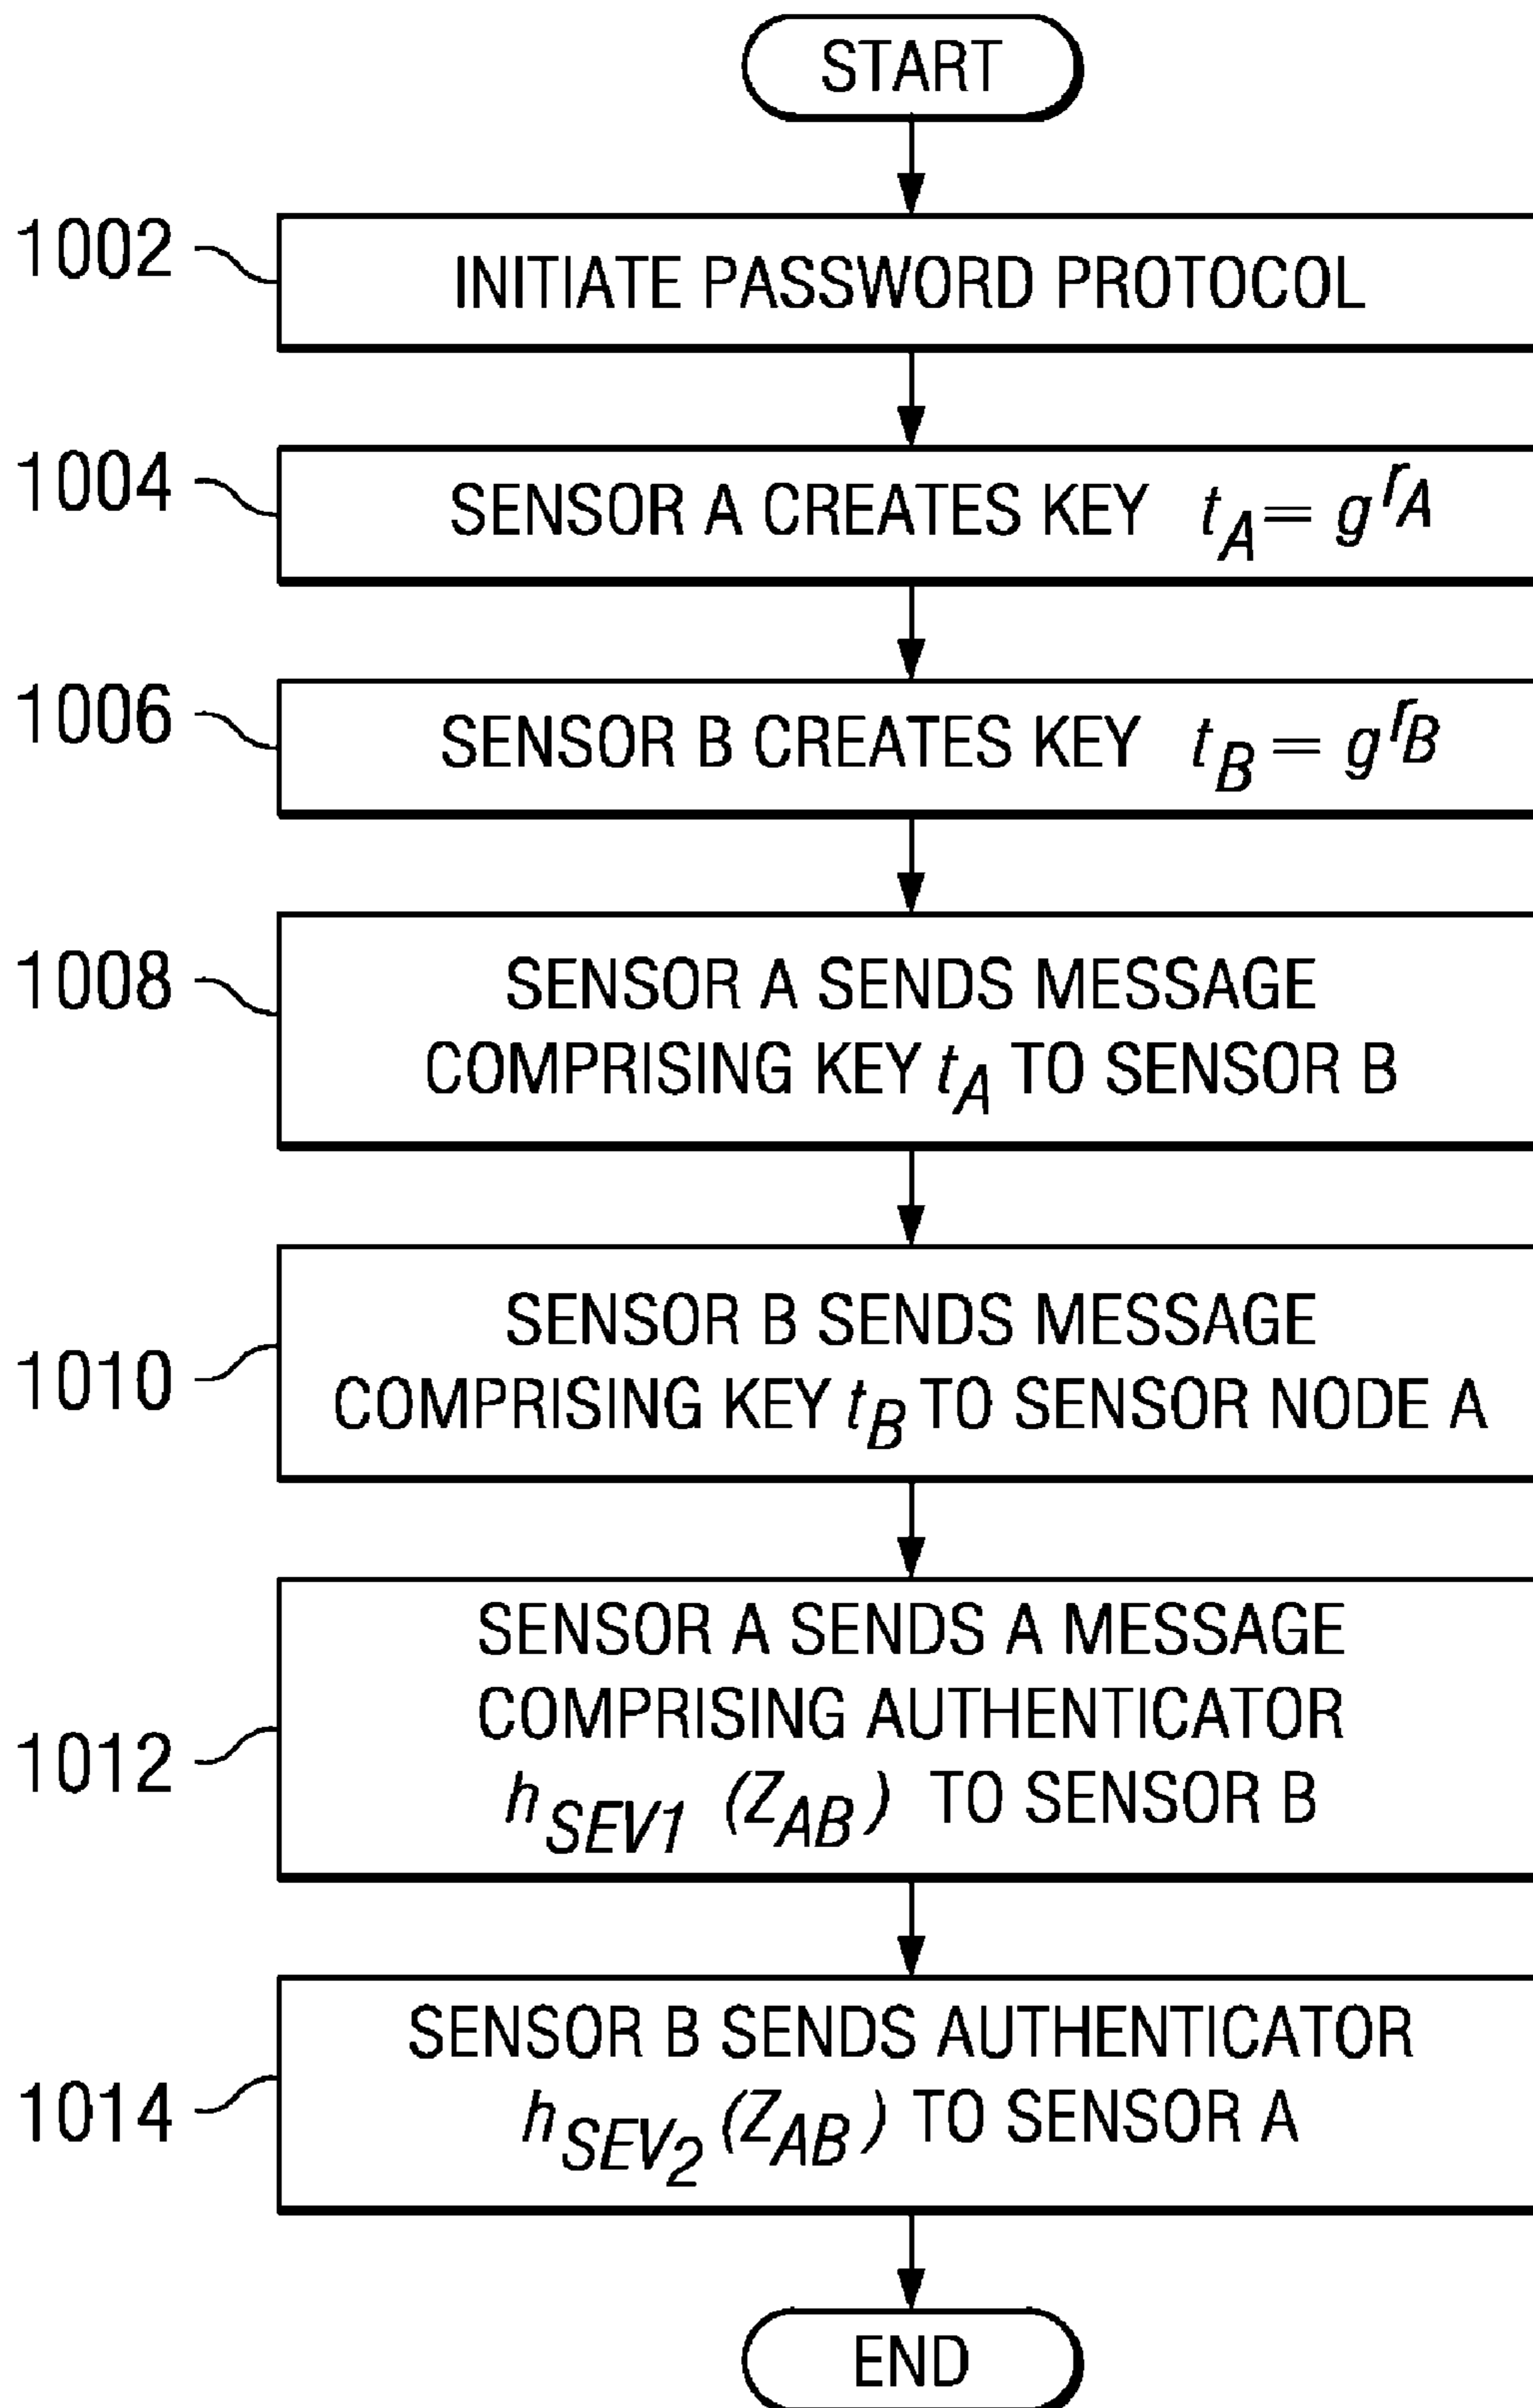 START
1002
INITIATE PASSWORD PROTOCOL
1004
SENSOR A CREATES KEY t_A = g^r_A
1006
SENSOR B CREATES KEY t_B = g^r_B
1008
SENSOR A SENDS MESSAGE
COMPRISING KEY t_A TO SENSOR B
1010
SENSOR B SENDS MESSAGE
COMPRISING KEY t_B TO SENSOR NODE A
1012
SENSOR A SENDS A MESSAGE
COMPRISING AUTHENTICATOR
h_SEV1 (Z_AB) TO SENSOR B
1014
SENSOR B SENDS AUTHENTICATOR
h_SEV_2 (Z_AB) TO SENSOR A
END